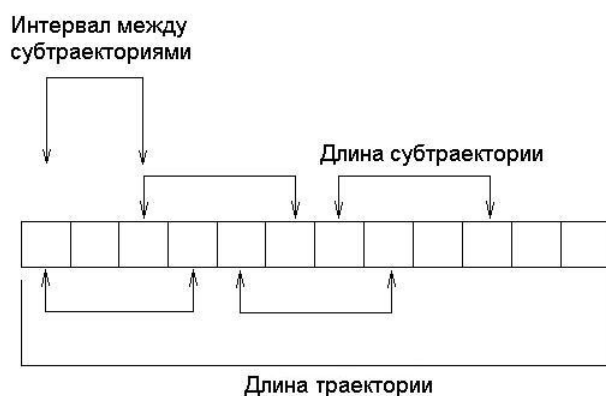 Интервал между
субтраекториями
Длина субтраектории
Длина траектории